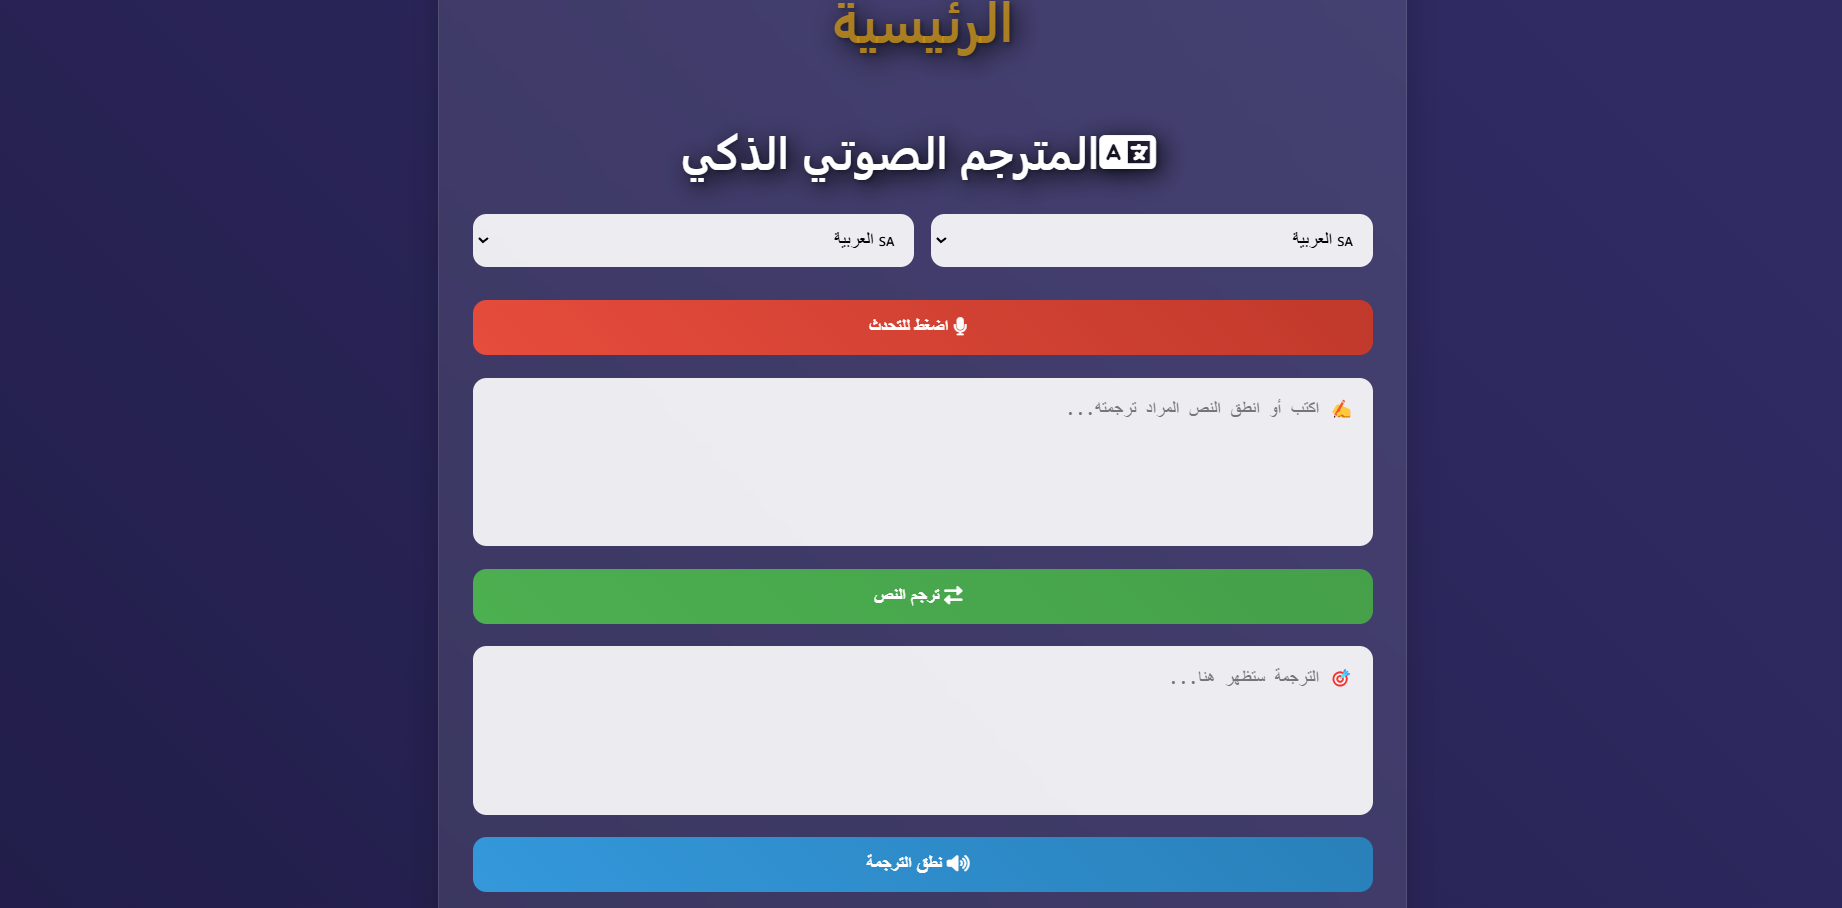 الرئيسية
المترجم الصوتي الذكي
SA العربية
SA العربية
اضغط للتحدث
✍️ اكتب أو انطق النص المراد ترجمته...
ترجم النص
🎯 الترجمة ستظهر هنا...
نطق الترجمة